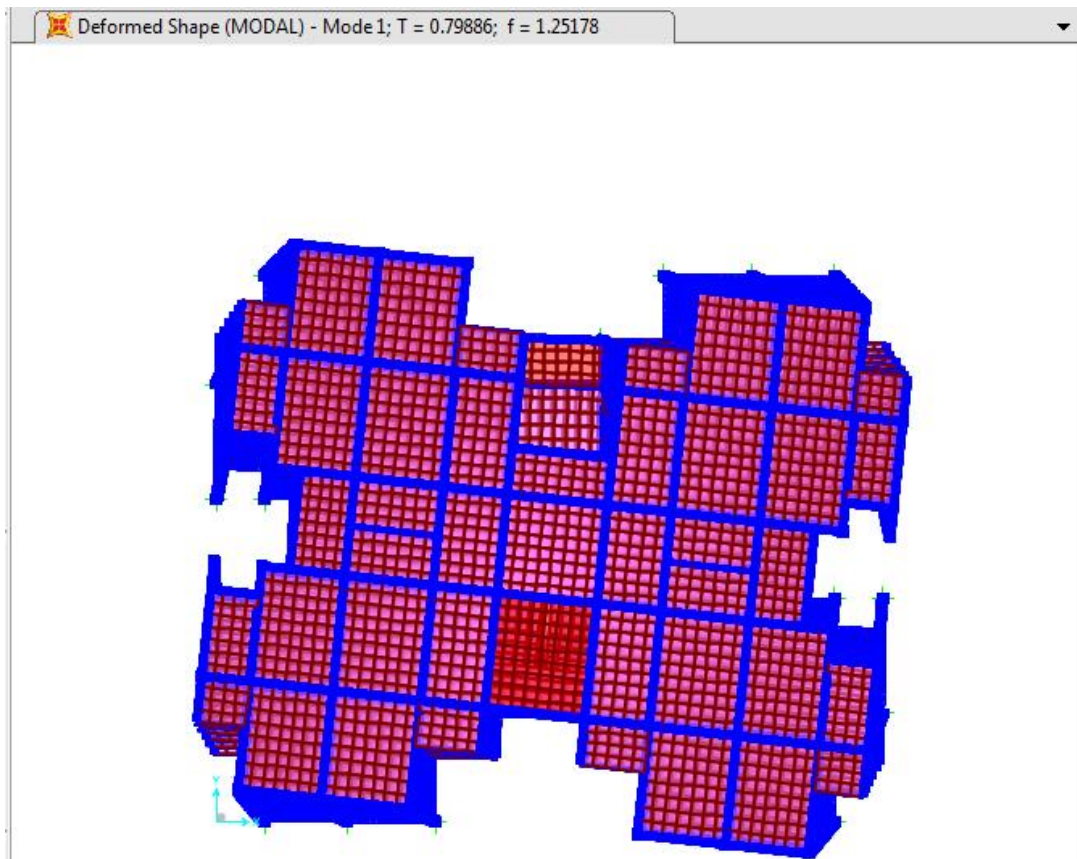 Deformed Shape (MODAL) - Mode 1; T = 0.79886; f = 1.25178
Y
X